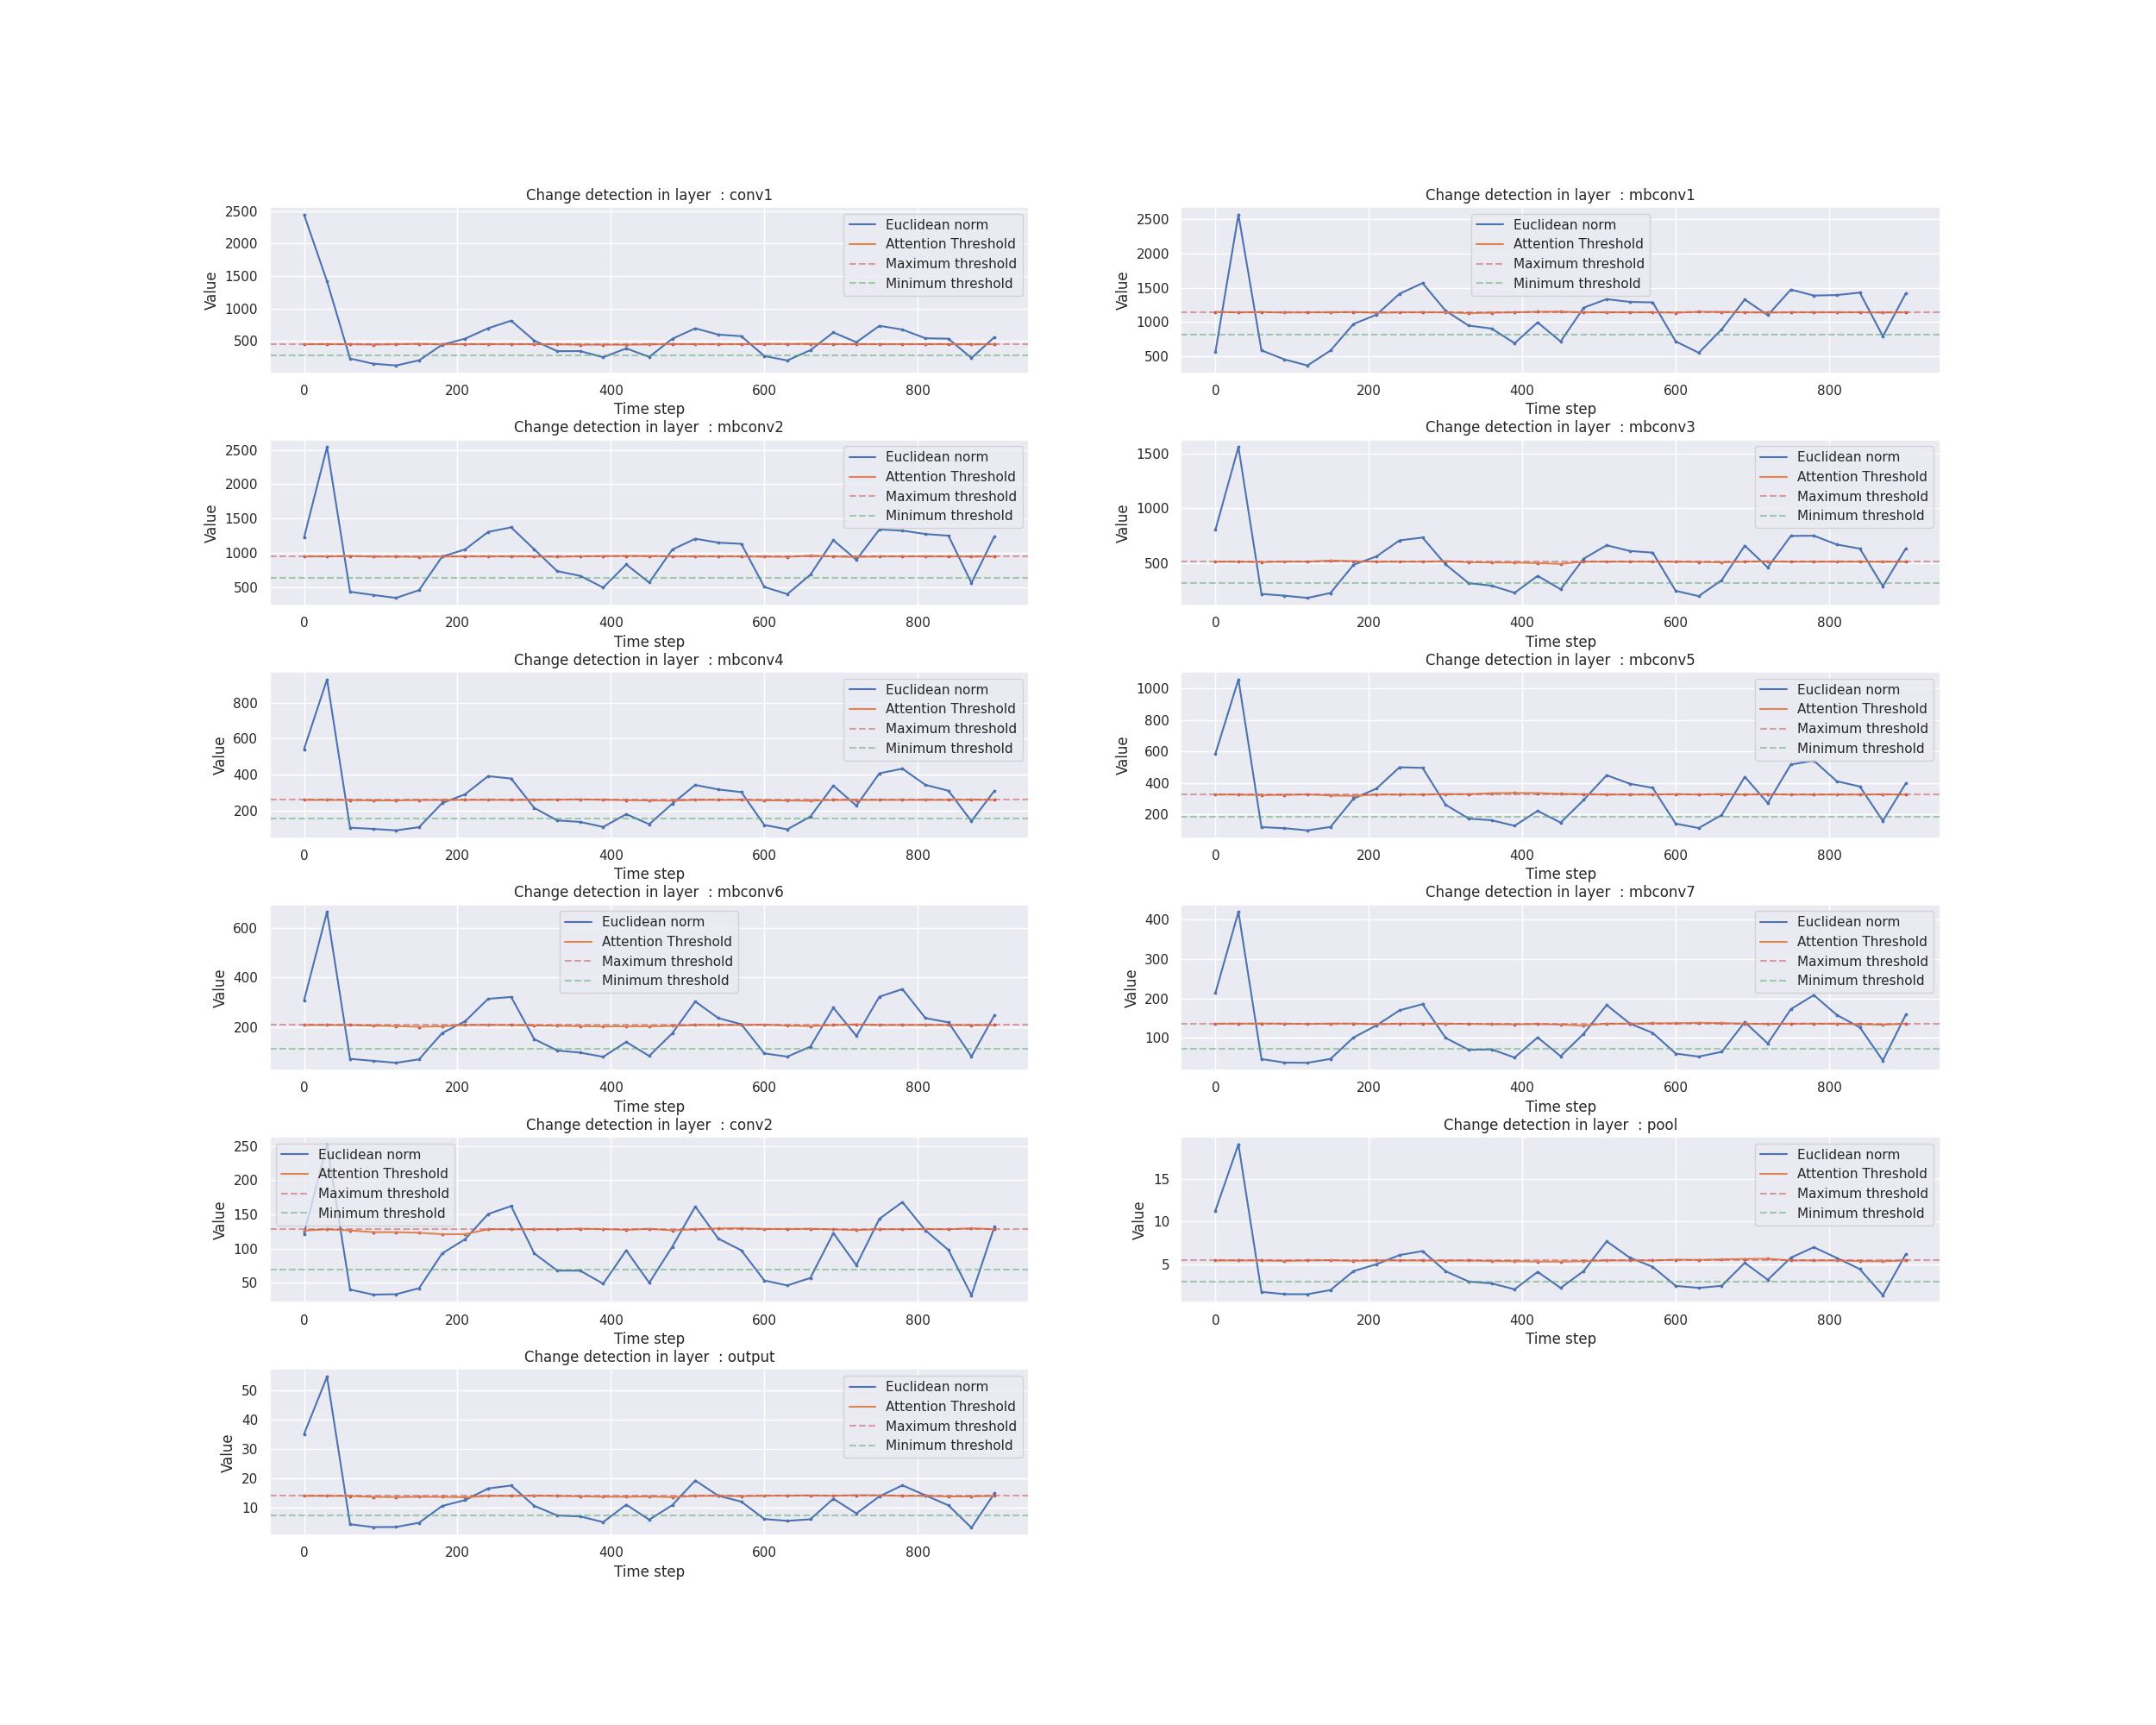 Change detection in layer  : conv1
2500
2000
1500
1000
500
Value
Euclidean norm
Attention Threshold
Maximum threshold
Minimum threshold
0 200 400 600 800
Time step
Change detection in layer  : mbconv1
2500
2000
1500
1000
500
Value
Euclidean norm
Attention Threshold
Maximum threshold
Minimum threshold
0 200 400 600 800
Time step
Change detection in layer  : mbconv2
2500
2000
1500
1000
500
Value
Euclidean norm
Attention Threshold
Maximum threshold
Minimum threshold
0 200 400 600 800
Time step
Change detection in layer  : mbconv3
1500
1000
500
Value
Euclidean norm
Attention Threshold
Maximum threshold
Minimum threshold
0 200 400 600 800
Time step
Change detection in layer  : mbconv4
800
600
400
200
Value
Euclidean norm
Attention Threshold
Maximum threshold
Minimum threshold
0 200 400 600 800
Time step
Change detection in layer  : mbconv5
1000
800
600
400
200
Value
Euclidean norm
Attention Threshold
Maximum threshold
Minimum threshold
0 200 400 600 800
Time step
Change detection in layer  : mbconv6
600
400
200
Value
Euclidean norm
Attention Threshold
Maximum threshold
Minimum threshold
0 200 400 600 800
Time step
Change detection in layer  : mbconv7
400
300
200
100
Value
Euclidean norm
Attention Threshold
Maximum threshold
Minimum threshold
0 200 400 600 800
Time step
Change detection in layer  : conv2
250
200
150
100
50
Value
Euclidean norm
Attention Threshold
Maximum threshold
Minimum threshold
0 200 400 600 800
Time step
Change detection in layer  : pool
15
10
5
Value
Euclidean norm
Attention Threshold
Maximum threshold
Minimum threshold
0 200 400 600 800
Time step
Change detection in layer  : output
50
40
30
20
10
Value
Euclidean norm
Attention Threshold
Maximum threshold
Minimum threshold
0 200 400 600 800
Time step